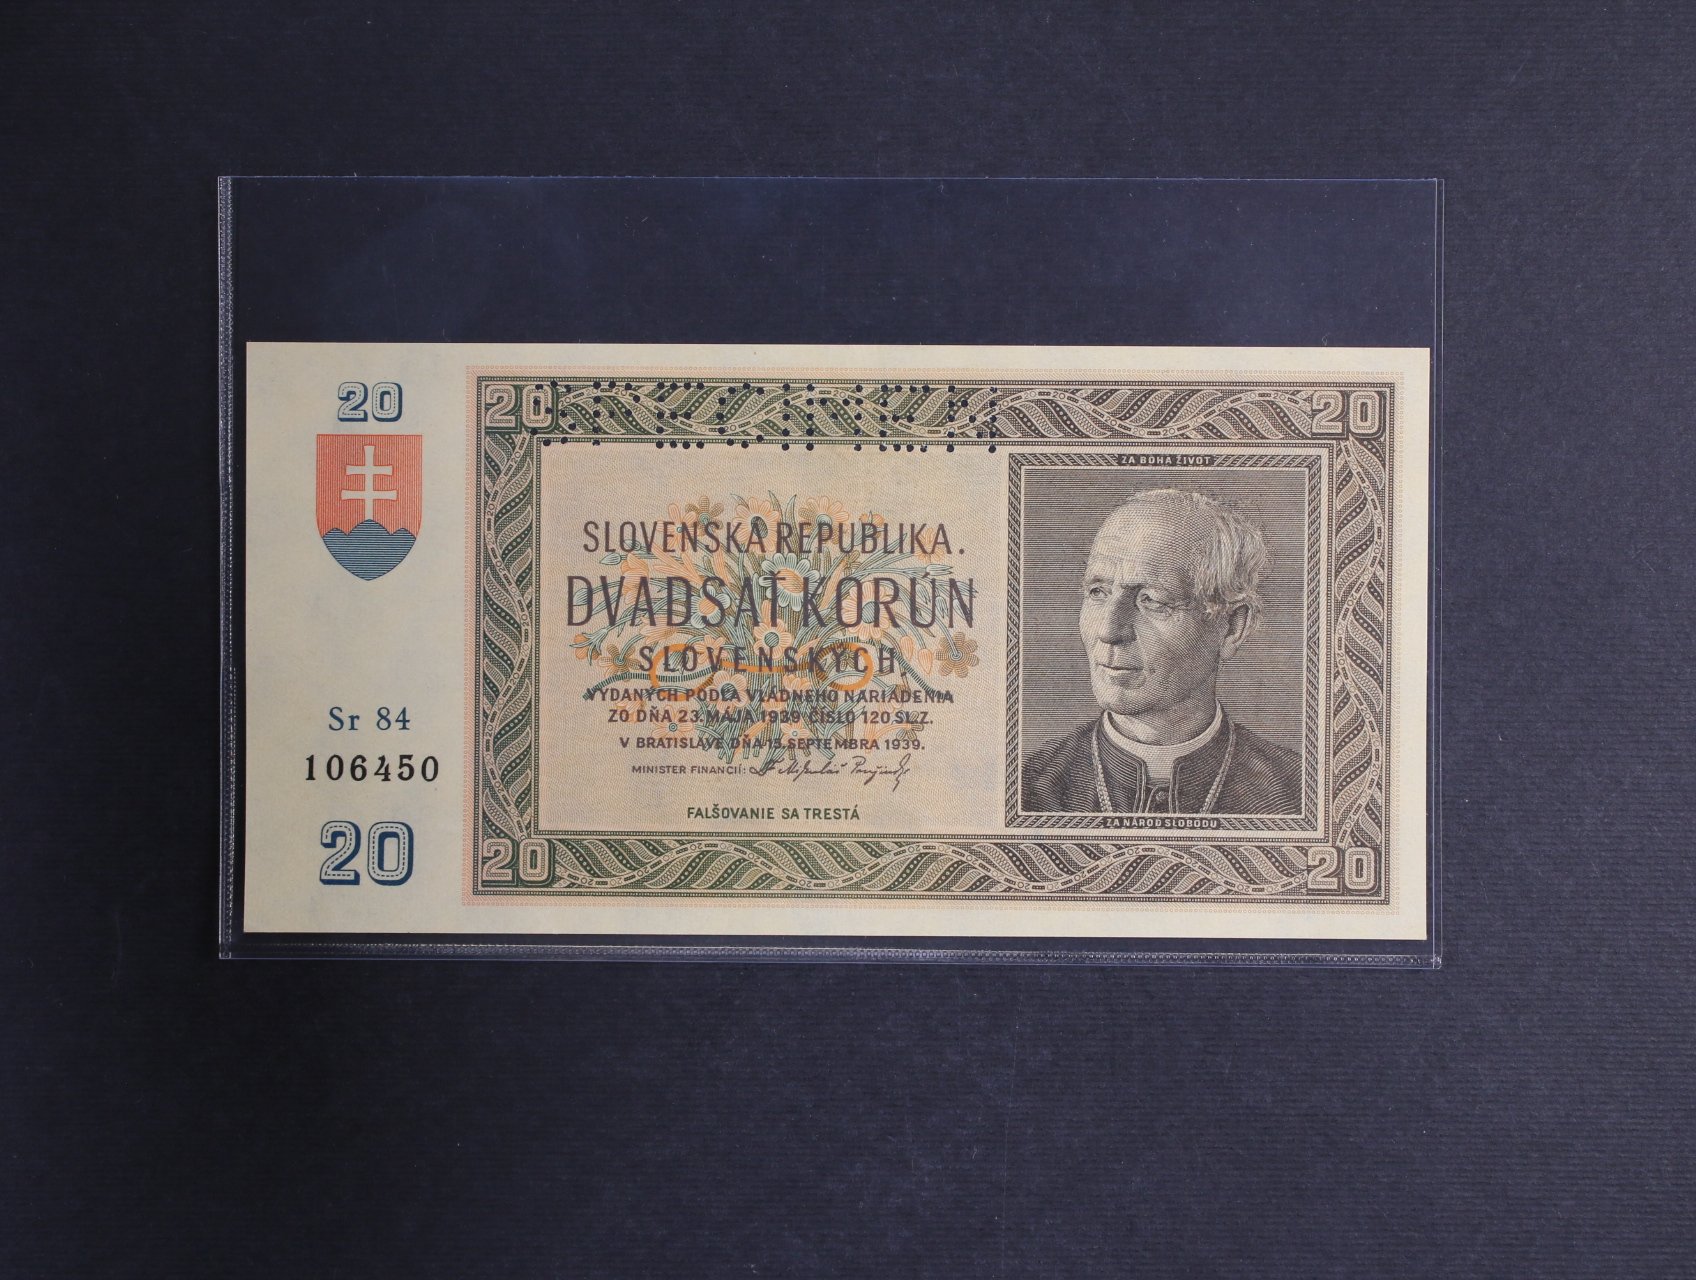 20
20
20
SPECIMEN
ZA BOHA ŽIVOT
SLOVENSKÁ REPUBLIKA.
DVADSAŤ KORÚN
SLOVENSKÝCH,
VYDANÝCH PODĽA VLÁDNEHO NARIADENIA
ZO DŇA 23. MÁJA 1939 ČÍSLO 120 SL. Z.
V BRATISLAVE DŇA 15. SEPTEMBRA 1939.
MINISTER FINANCIÍ:
FALŠOVANIE SA TRESTÁ
ZA NÁROD SLOBODU
Sr 84
106450
20
20
20